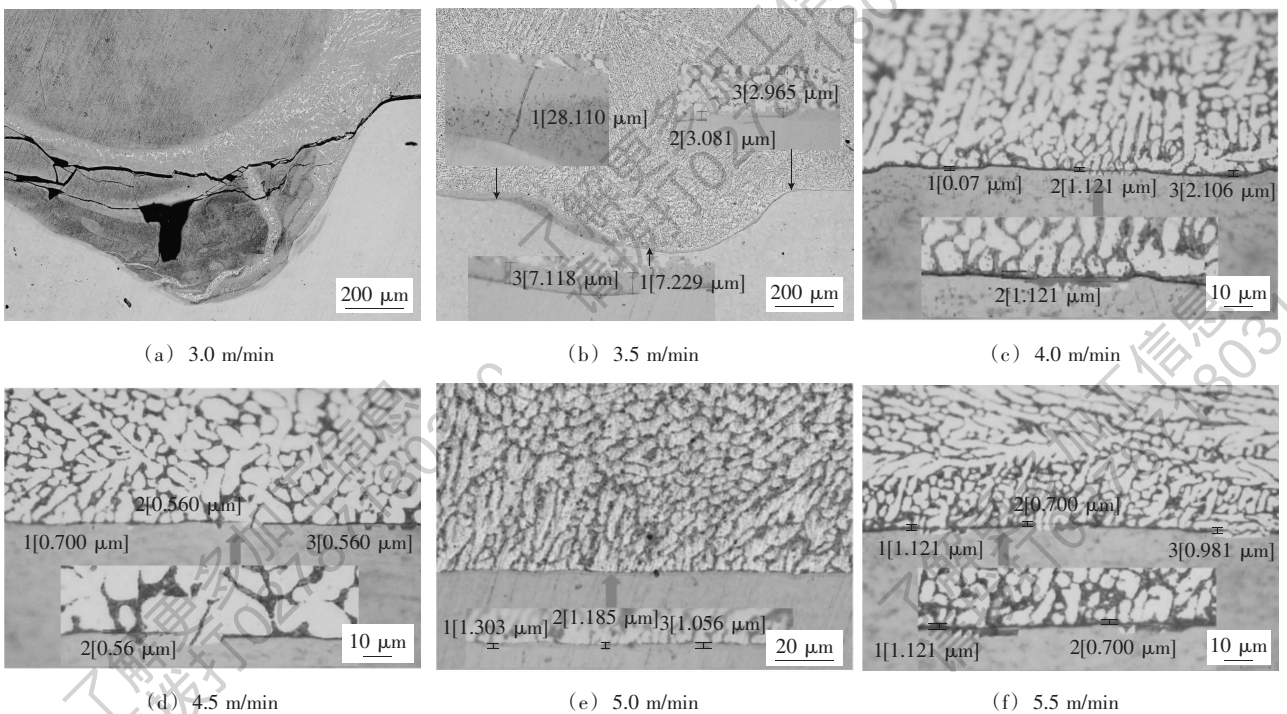 1[28.110 μm]
3[2.965 μm]
2[3.081 μm]
3[7.118 μm]
1[7.229 μm]
1[0.07 μm]
2[1.121 μm]
3[2.106 μm]
2[1.121 μm]
200 μm
200 μm
10 μm
(a) 3.0 m/min
(b) 3.5 m/min
(c) 4.0 m/min
2[0.560 μm]
1[0.700 μm]
3[0.560 μm]
2[0.56 μm]
10 μm
1[1.303 μm]
2[1.185 μm]
3[1.056 μm]
20 μm
2[0.700 μm]
1[1.121 μm]
3[0.981 μm]
1[1.121 μm]
2[0.700 μm]
10 μm
(d) 4.5 m/min
(e) 5.0 m/min
(f) 5.5 m/min